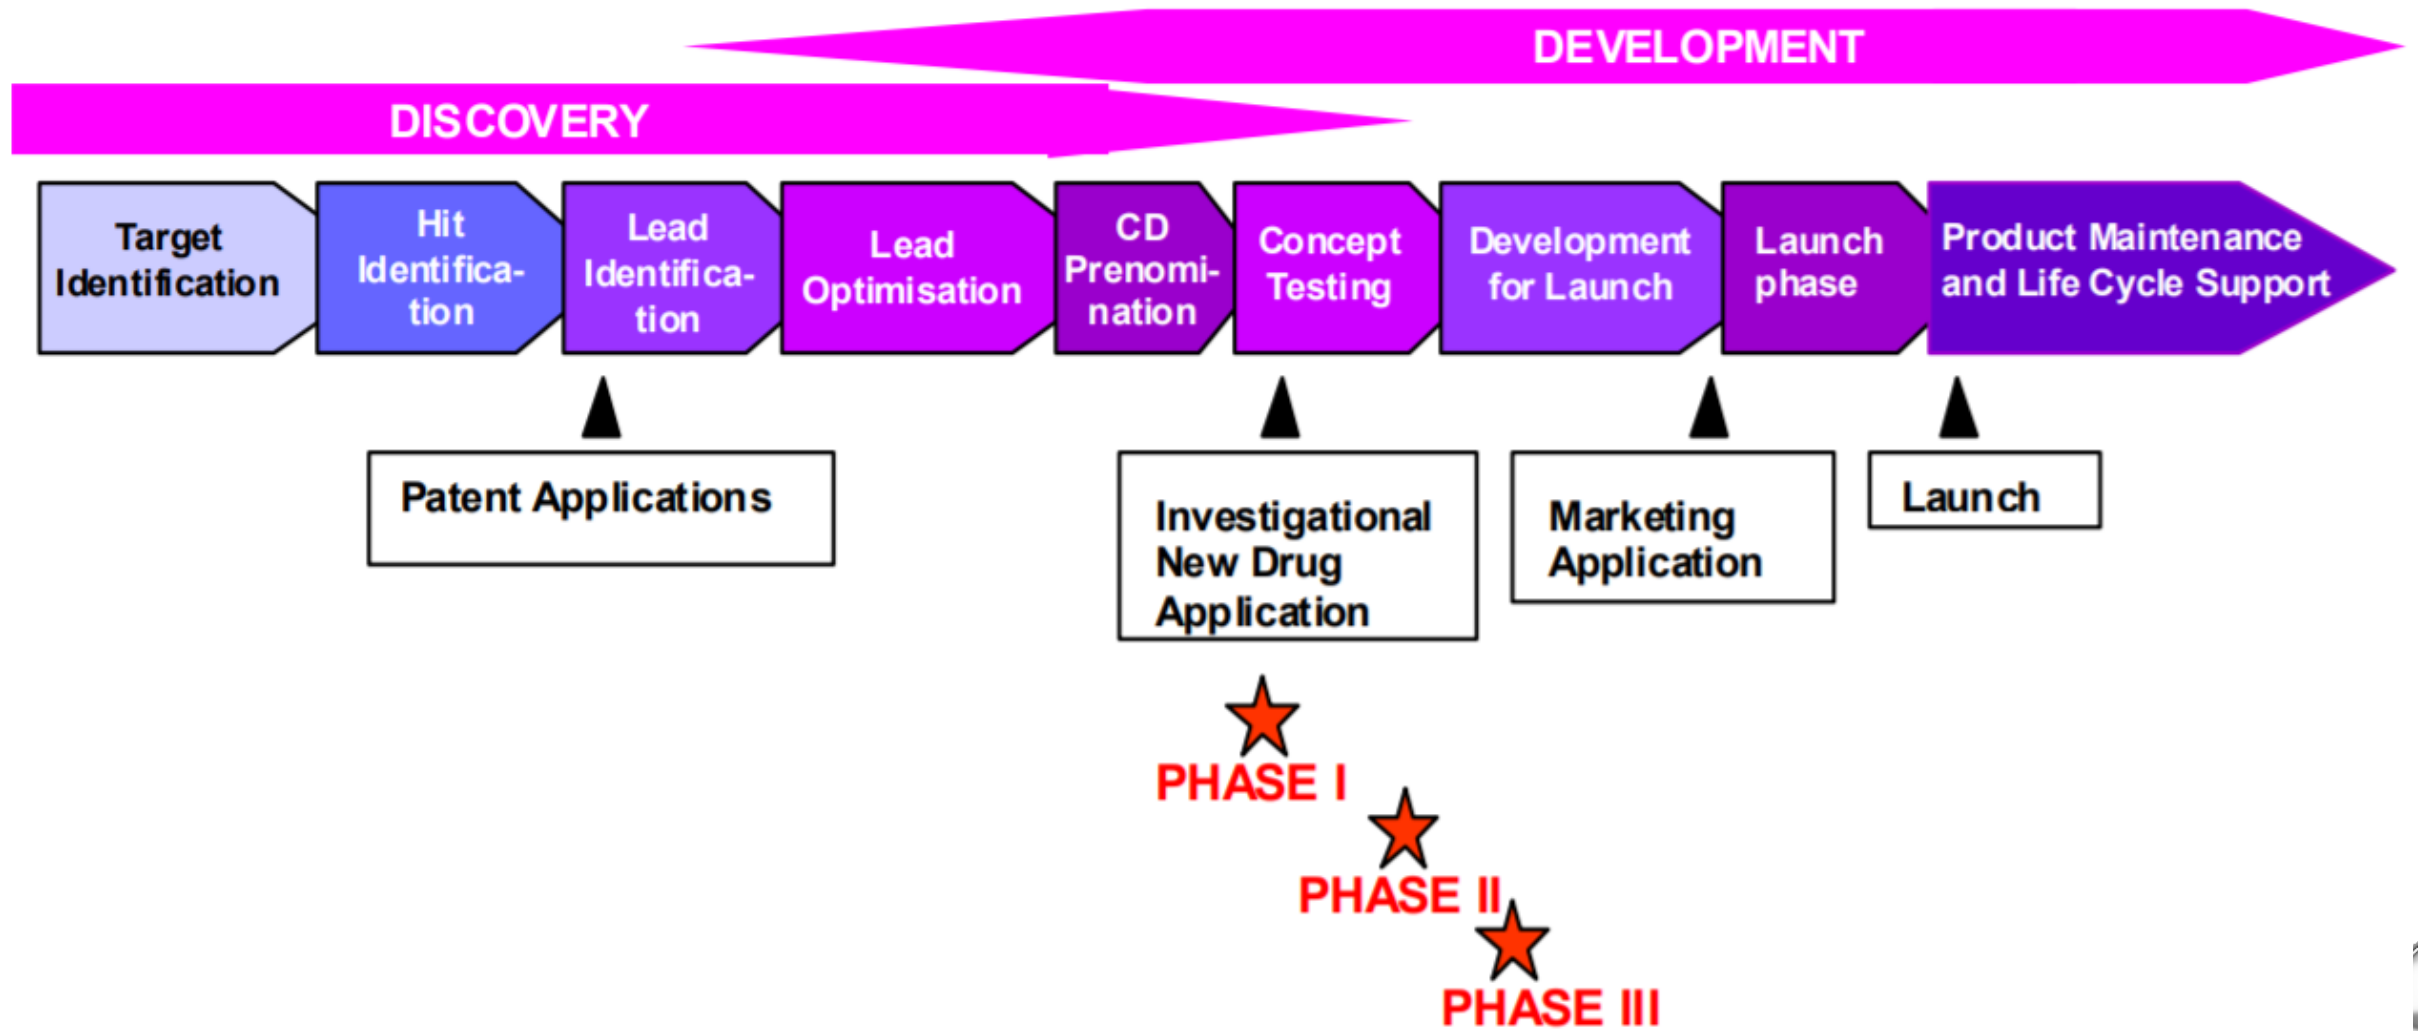 DEVELOPMENT
DISCOVERY
Target
Identification
Hit
Identifica-
tion
Lead
Identifica-
tion
Lead
Optimisation
CD
Prenomi-
nation
Concept
Testing
Development
for Launch
Launch
phase
Product Maintenance
and Life Cycle Support
Patent Applications
Investigational
New Drug
Application
Marketing
Application
Launch
PHASE I
PHASE II
PHASE III